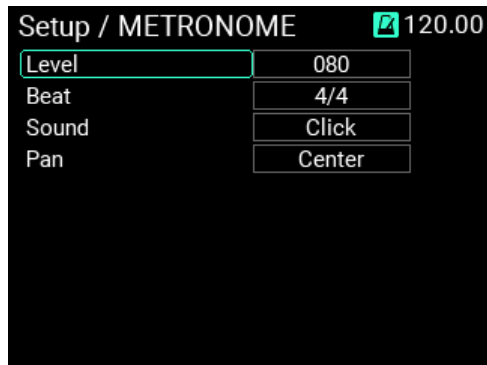 Setup / METRONOME 120.00
Level 080
Beat 4/4
Sound Click
Pan Center